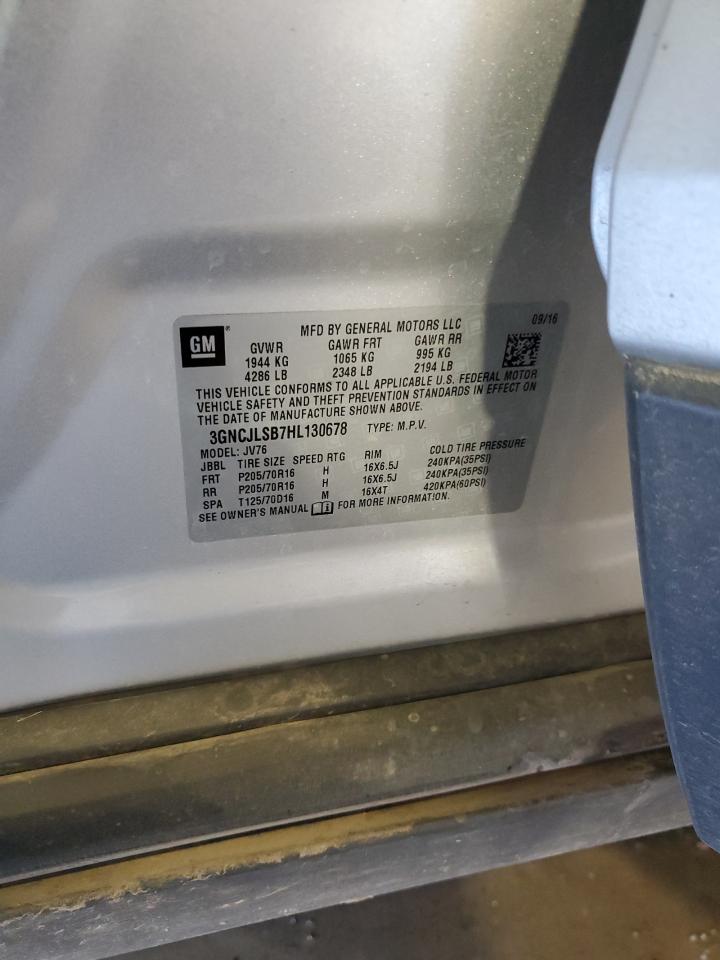 GM ®
MFD BY GENERAL MOTORS LLC 09/16
GVWR GAWR FRT GAWR RR
1944 KG 1065 KG 995 KG
4286 LB 2348 LB 2194 LB
THIS VEHICLE CONFORMS TO ALL APPLICABLE U.S. FEDERAL MOTOR
VEHICLE SAFETY AND THEFT PREVENTION STANDARDS IN EFFECT ON
THE DATE OF MANUFACTURE SHOWN ABOVE.
3GNCJLSB7HL130678 TYPE: M.P.V.
MODEL: JV76
JBBL TIRE SIZE SPEED RTG RIM COLD TIRE PRESSURE
FRT P205/70R16 H 16X6.5J 240KPA(35PSI)
RR P205/70R16 H 16X6.5J 240KPA(35PSI)
SPA T125/70D16 M 16X4T 420KPA(60PSI)
SEE OWNER'S MANUAL FOR MORE INFORMATION.